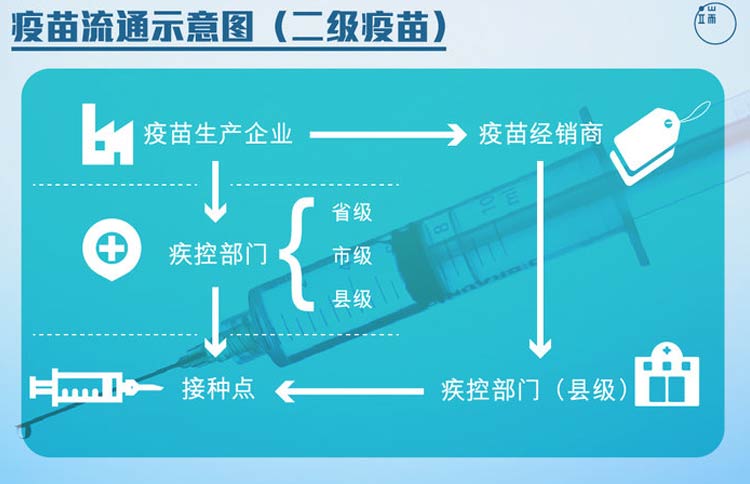 疫苗流通示意图（二级疫苗）
疫苗生产企业
疫苗经销商
省级
疾控部门
市级
县级
接种点
疾控部门（县级）